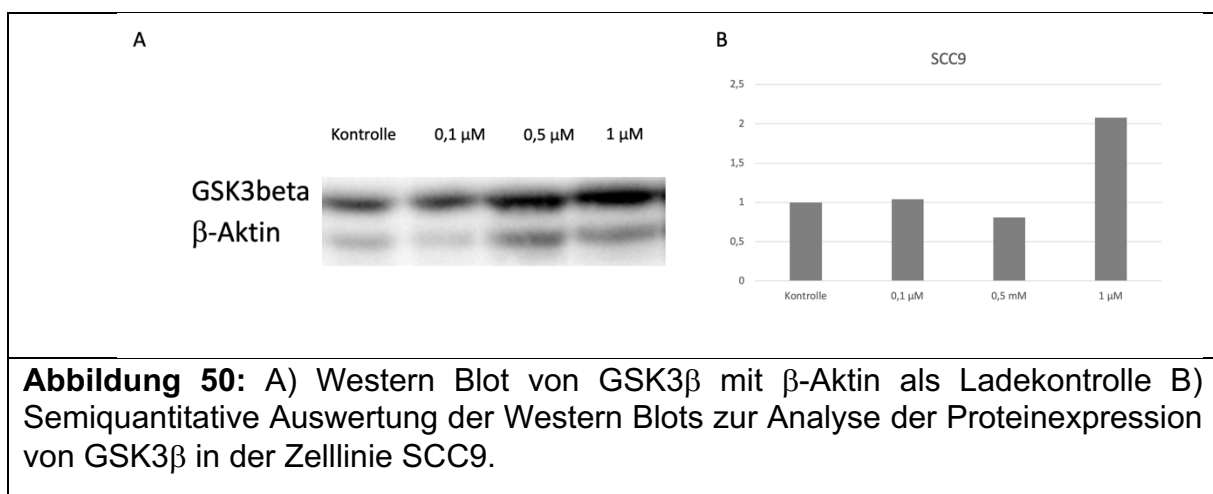 A
Kontrolle 0,1 µM 0,5 µM 1 µM
GSK3beta
β-Aktin
B
SCC9
2,5
2
1,5
1
0,5
0
Kontrolle 0,1 µM 0,5 mM 1 µM
Abbildung 50: A) Western Blot von GSK3β mit β-Aktin als Ladekontrolle B)
Semiquantitative Auswertung der Western Blots zur Analyse der Proteinexpression
von GSK3β in der Zelllinie SCC9.